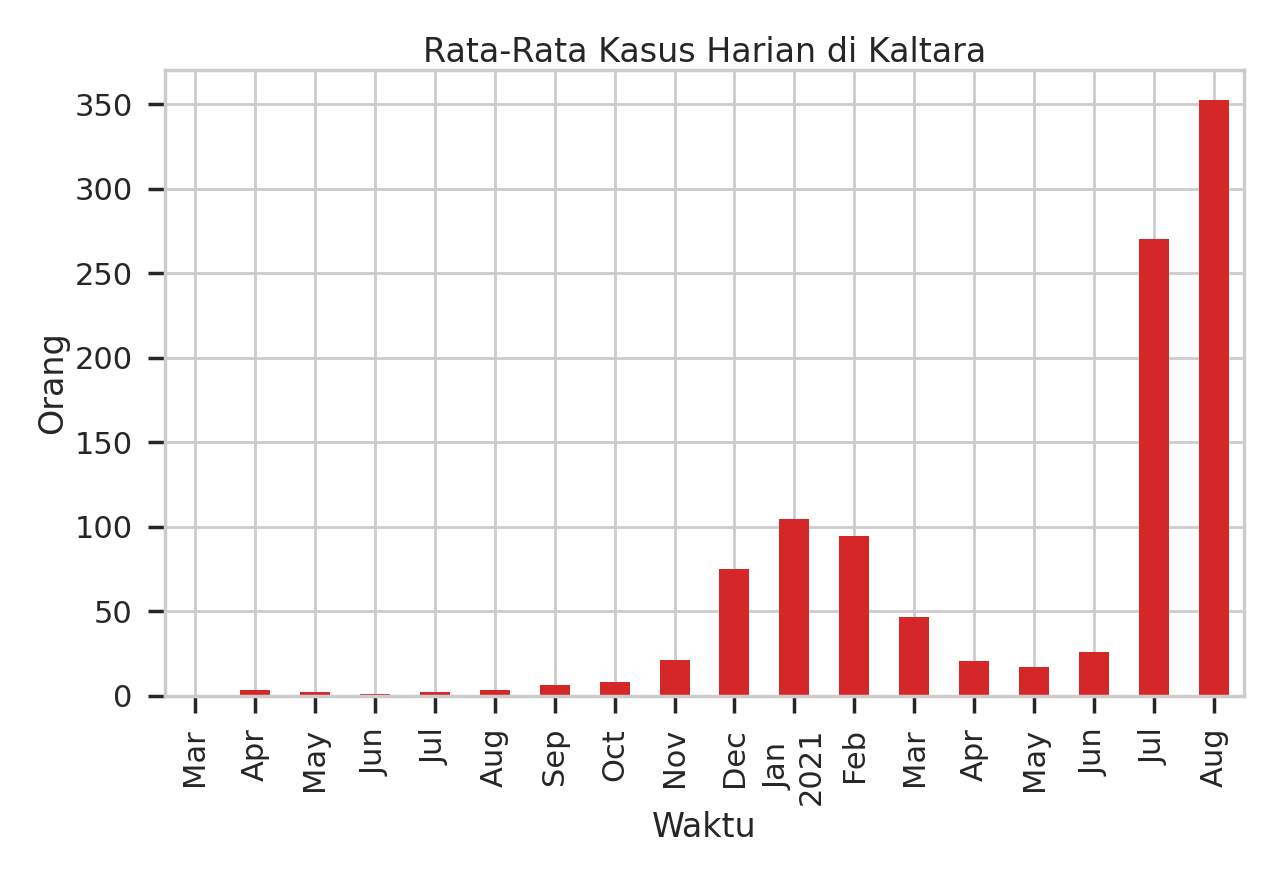 Rata-Rata Kasus Harian di Kaltara
350
300
250
200
150
100
50
0
Orang
Mar
Apr
May
Jun
Jul
Aug
Sep
Oct
Nov
Dec
Jan
2021
Feb
Mar
Apr
May
Jun
Jul
Aug
Waktu